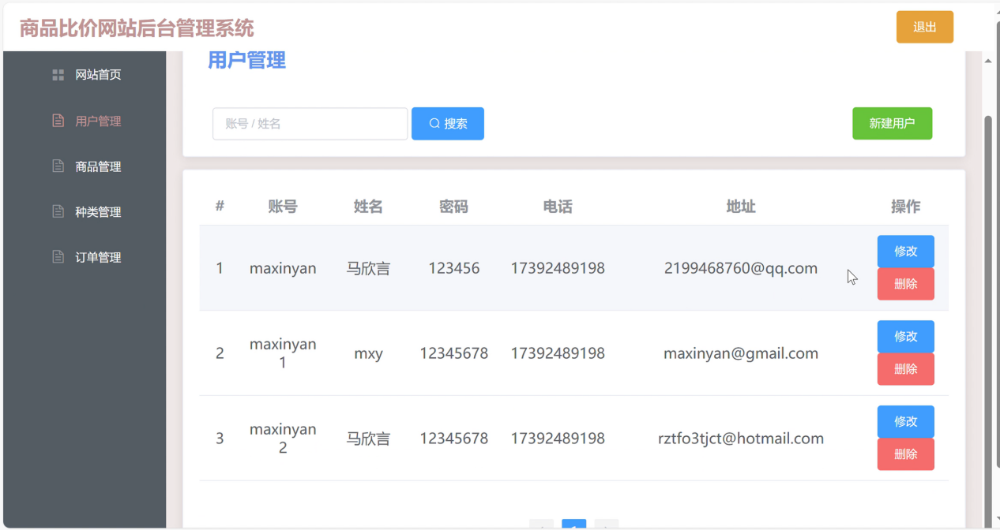 商品比价网站后台管理系统 退出
网站首页
用户管理
商品管理
种类管理
订单管理
用户管理
账号 / 姓名 搜索 新建用户
# 账号 姓名 密码 电话 地址 操作
1 maxinyan 马欣言 123456 17392489198 2199468760@qq.com 修改 删除
2 maxinyan1 mxy 12345678 17392489198 maxinyan@gmail.com 修改 删除
3 maxinyan2 马欣言 12345678 17392489198 rztfo3tjct@hotmail.com 修改 删除